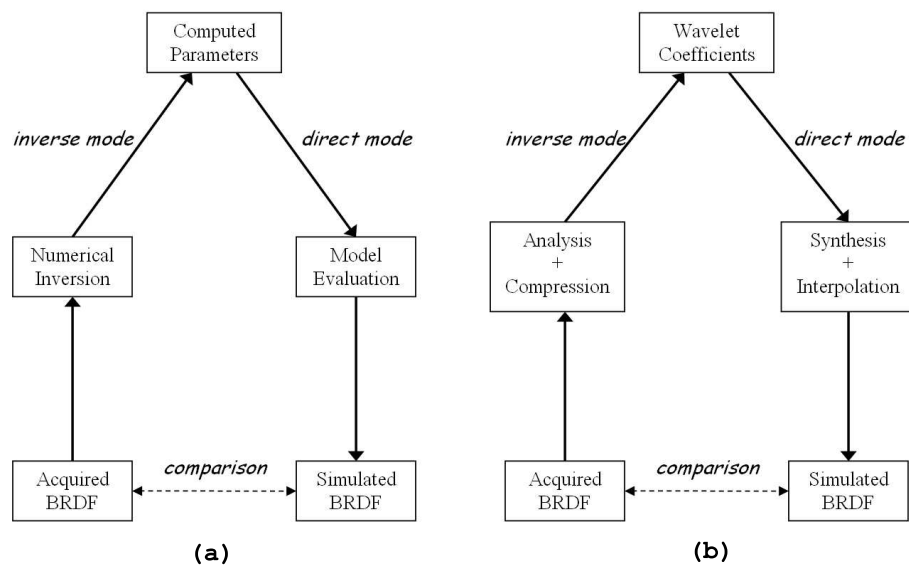 Computed
Parameters
inverse mode
direct mode
Numerical
Inversion
Model
Evaluation
Acquired
BRDF
comparison
Simulated
BRDF
(a)
Wavelet
Coefficients
inverse mode
direct mode
Analysis
+
Compression
Synthesis
+
Interpolation
Acquired
BRDF
comparison
Simulated
BRDF
(b)